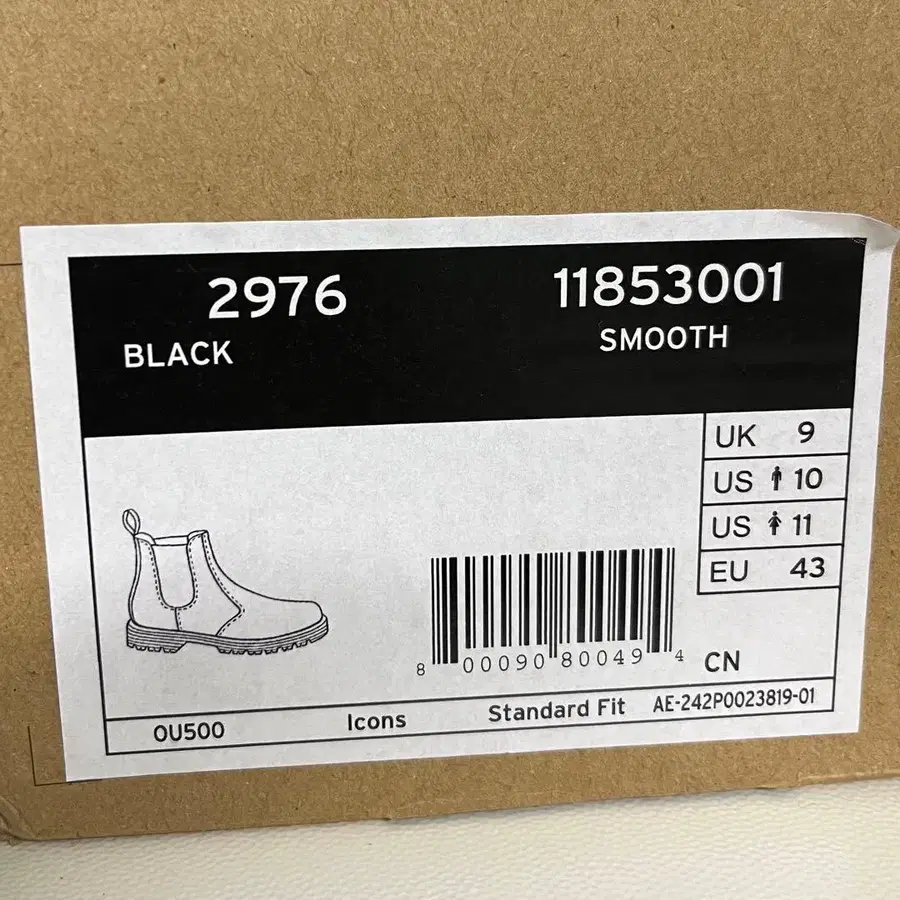 2976 11853001
BLACK SMOOTH
UK 9
US 10
US 11
EU 43
8 00090 80049 4 CN
OU500 Icons Standard Fit AE-242P0023819-01